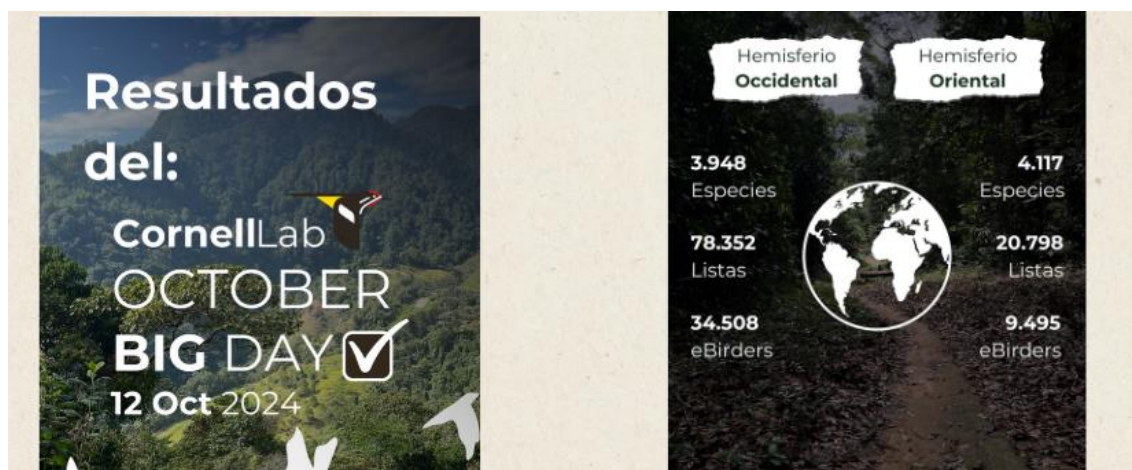 Resultados
del:
CornellLab
OCTOBER
BIG DAY
12 Oct 2024
Hemisferio
Occidental
Hemisferio
Oriental
3.948
Especies
4.117
Especies
78.352
Listas
20.798
Listas
34.508
eBirders
9.495
eBirders